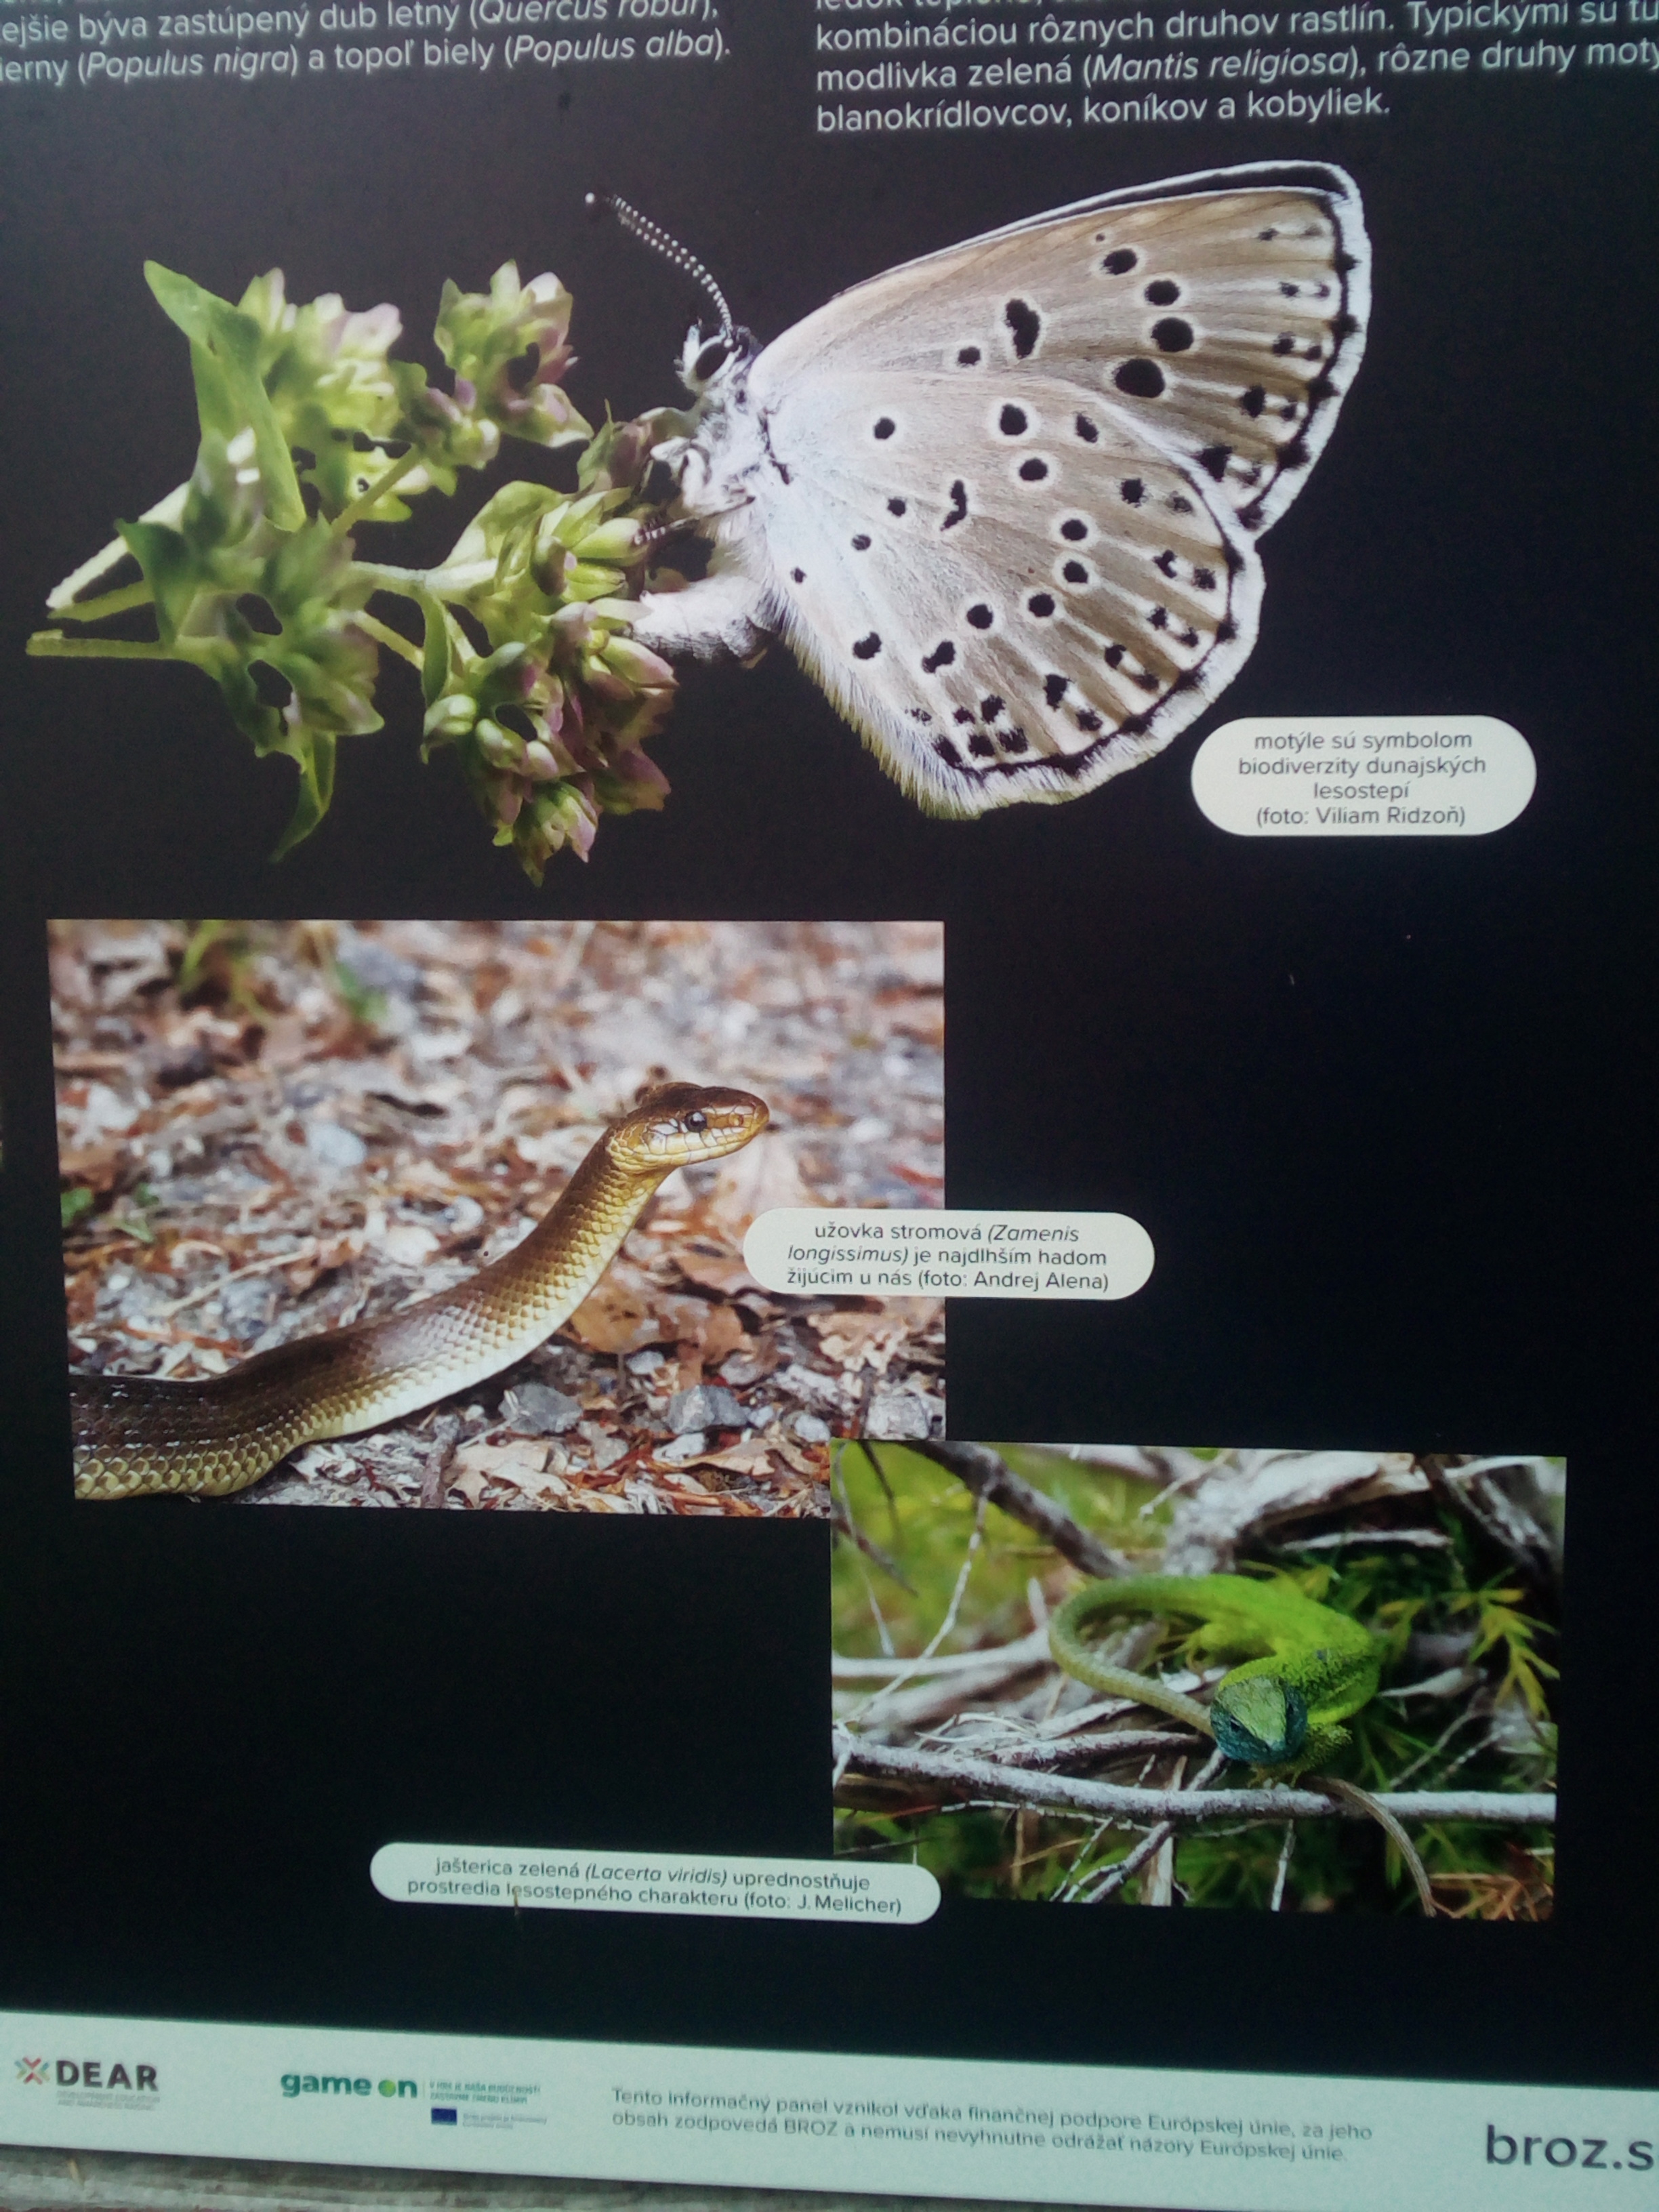 ejšie býva zastúpený dub letný (Quercus robur),
ierny (Populus nigra) a topoľ biely (Populus alba).
kombináciou rôznych druhov rastlín. Typickými sú tu
modlivka zelená (Mantis religiosa), rôzne druhy moty
blanokrídlovcov, koníkov a kobyliek.
motýle sú symbolom
biodiverzity dunajských
lesostepí
(foto: Viliam Ridzoň)
užovka stromová (Zamenis
longissimus) je najdlhším hadom
žijúcim u nás (foto: Andrej Alena)
jašterica zelená (Lacerta viridis) uprednostňuje
prostredia lesostepného charakteru (foto: J. Melicher)
DEAR
game on
Tento informačný panel vznikol vďaka finančnej podpore Európskej únie, za jeho
obsah zodpovedá BROZ a nemusí nevyhnutne odrážať názory Európskej únie.
broz.s